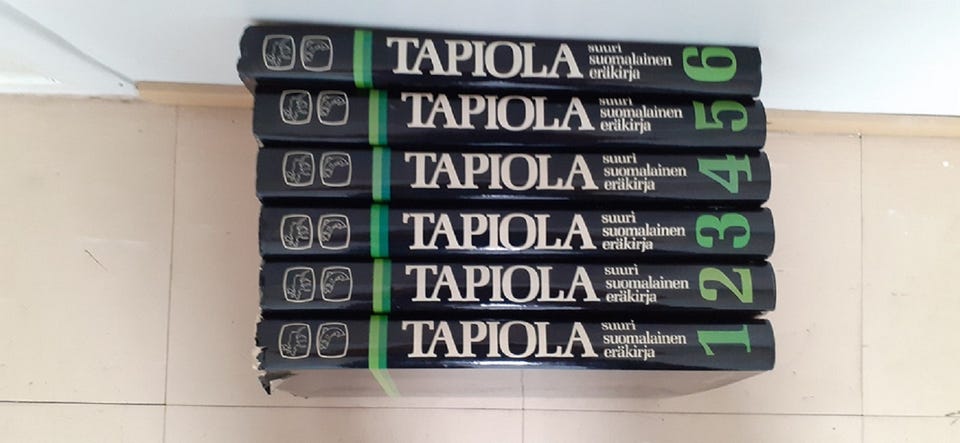 TAPIOLA
suuri
suomalainen
eräkirja
6
TAPIOLA
suuri
suomalainen
eräkirja
5
TAPIOLA
suuri
suomalainen
eräkirja
4
TAPIOLA
suuri
suomalainen
eräkirja
3
TAPIOLA
suuri
suomalainen
eräkirja
2
TAPIOLA
suuri
suomalainen
eräkirja
1